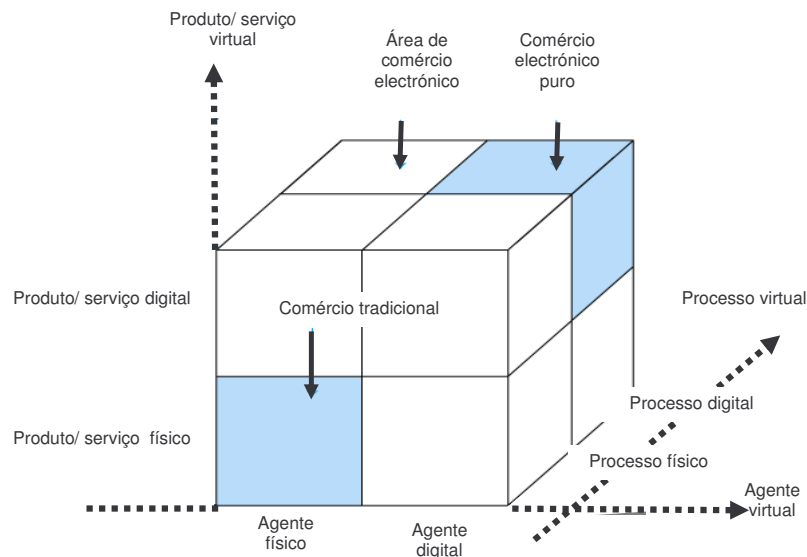 Produto/ serviço
virtual
Área de
comércio
electrónico
Comércio
electrónico
puro
Produto/ serviço digital
Comércio tradicional
Processo virtual
Processo digital
Produto/ serviço físico
Processo físico
Agente
virtual
Agente
físico
Agente
digital